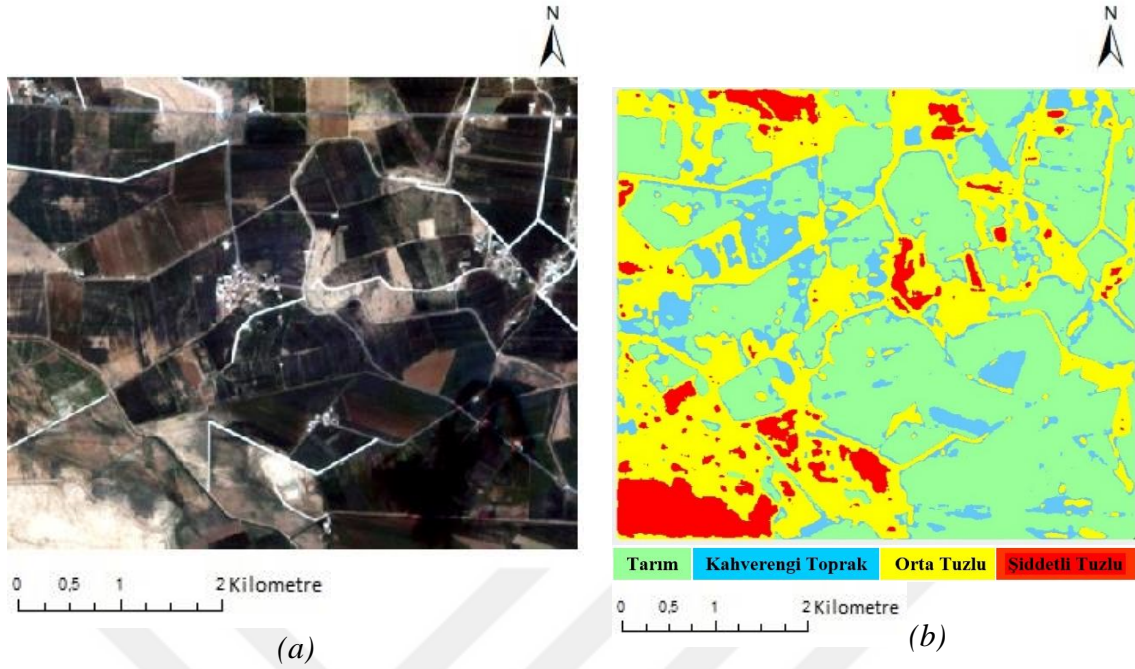 N
N
Tarım Kahverengi Toprak Orta Tuzlu Şiddetli Tuzlu
0 0,5 1 2 Kilometre
0 0,5 1 2 Kilometre
(a)
(b)